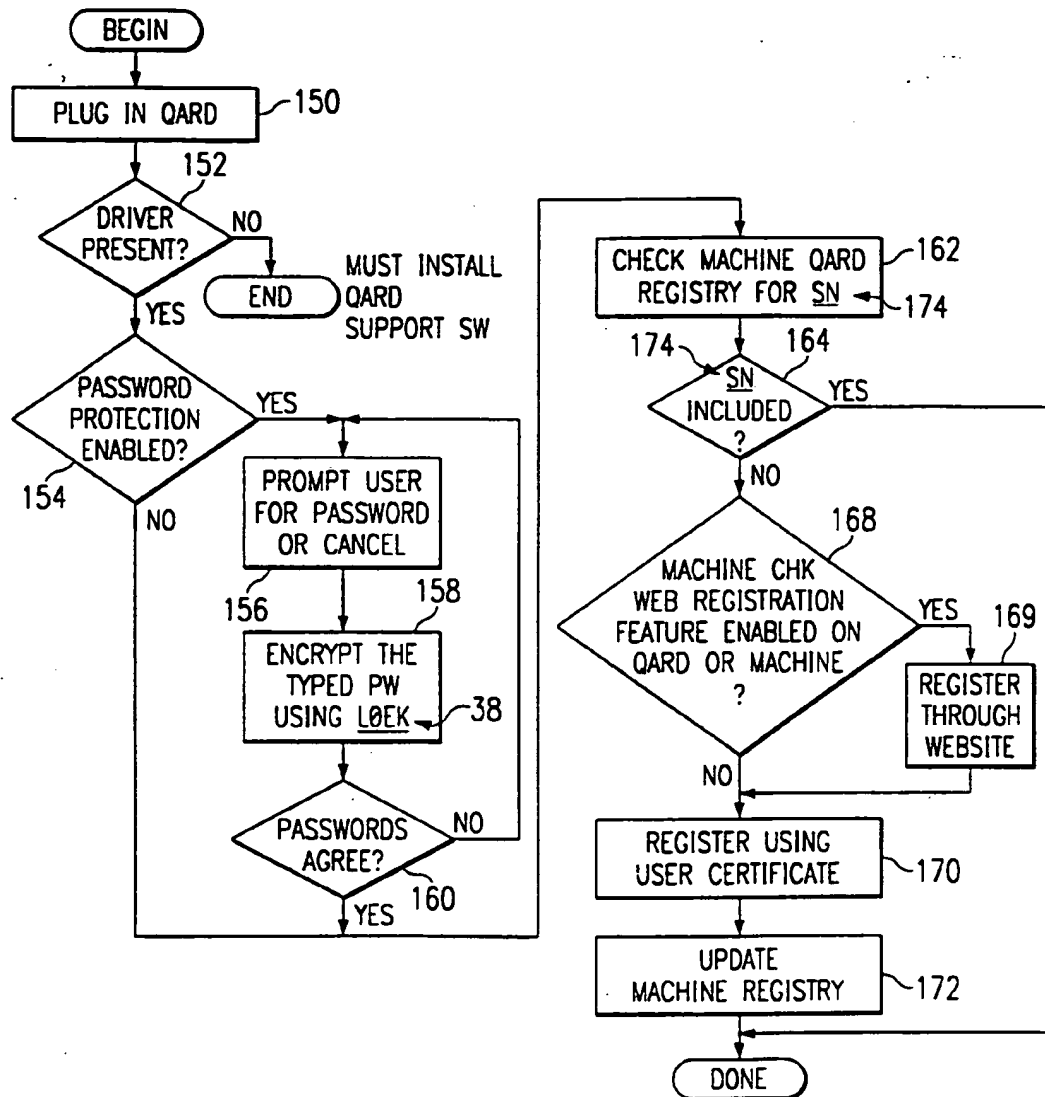 BEGIN
PLUG IN QARD
150
152
DRIVER
PRESENT?
NO
END
MUST INSTALL
QARD
SUPPORT SW
YES
PASSWORD
PROTECTION
ENABLED?
YES
154
NO
PROMPT USER
FOR PASSWORD
OR CANCEL
156
158
ENCRYPT THE
TYPED PW
USING L0EK
38
PASSWORDS
AGREE?
NO
160
YES
CHECK MACHINE QARD
REGISTRY FOR SN
162
174
174
164
SN
INCLUDED
?
YES
NO
168
MACHINE CHK
WEB REGISTRATION
FEATURE ENABLED ON
QARD OR MACHINE
?
YES
169
REGISTER
THROUGH
WEBSITE
NO
REGISTER USING
USER CERTIFICATE
170
UPDATE
MACHINE REGISTRY
172
DONE